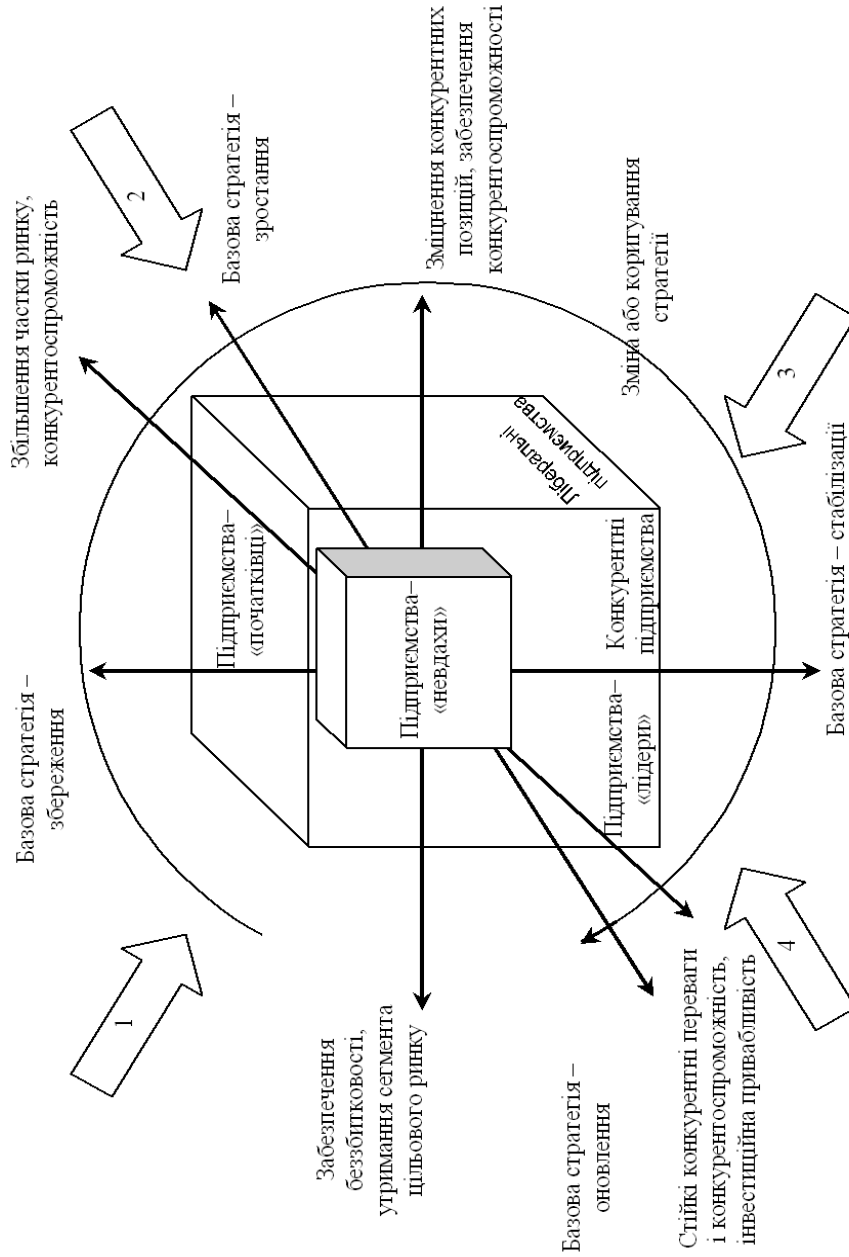 Збільшення частки ринку,
конкурентоспроможність
2
Базова стратегія –
зростання
Базова стратегія –
збереження
1
Підприємства–
«початківці»
Підприємства–
«невдахи»
Ліберальні
підприємства
Конкурентні
підприємства
Підприємства–
«лідери»
Зміцнення конкурентних
позицій, забезпечення
конкурентоспроможності
Забезпечення
беззбитковості,
утримання сегмента
цільового ринку
Зміна або коригування
стратегії
3
Базова стратегія – стабілізації
Базова стратегія –
оновлення
Стійкі конкурентні переваги
і конкурентоспроможність,
інвестиційна привабливість
4